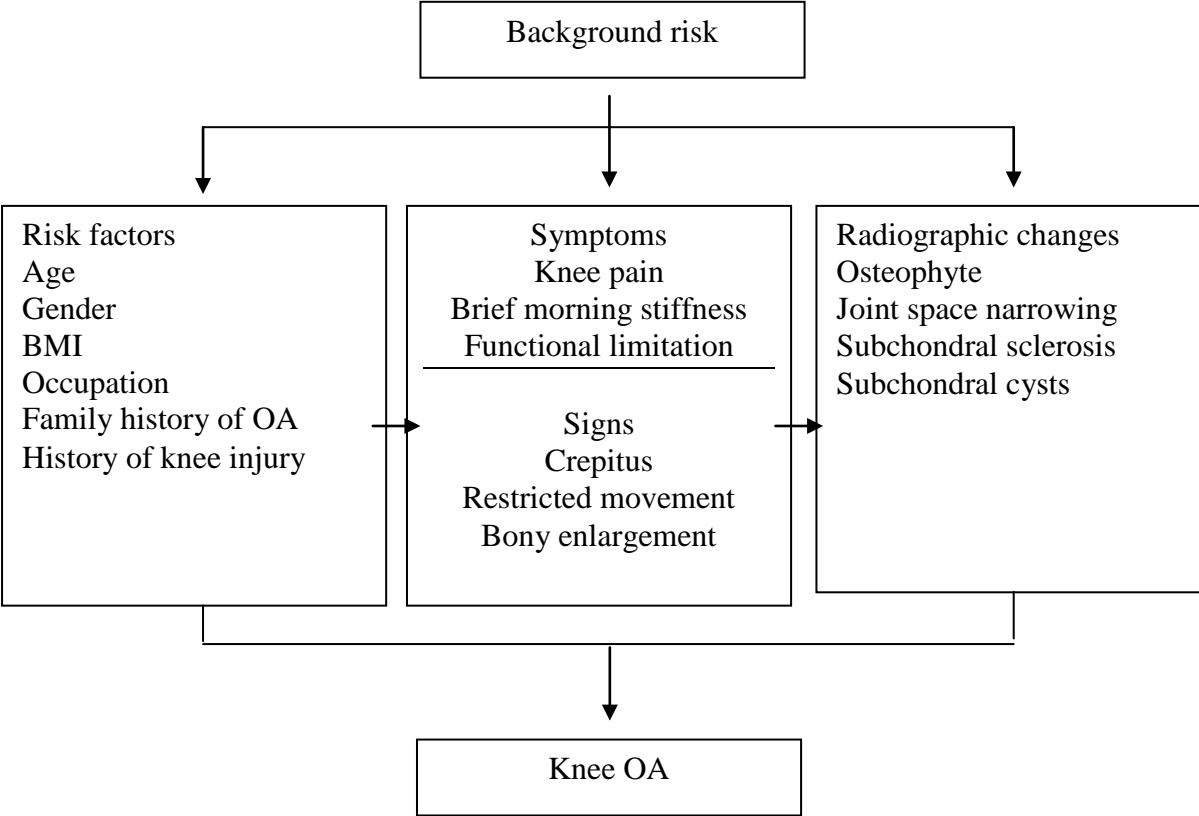 Background risk
Risk factors
Age
Gender
BMI
Occupation
Family history of OA
History of knee injury
Symptoms
Knee pain
Brief morning stiffness
Functional limitation
Signs
Crepitus
Restricted movement
Bony enlargement
Radiographic changes
Osteophyte
Joint space narrowing
Subchondral sclerosis
Subchondral cysts
Knee OA